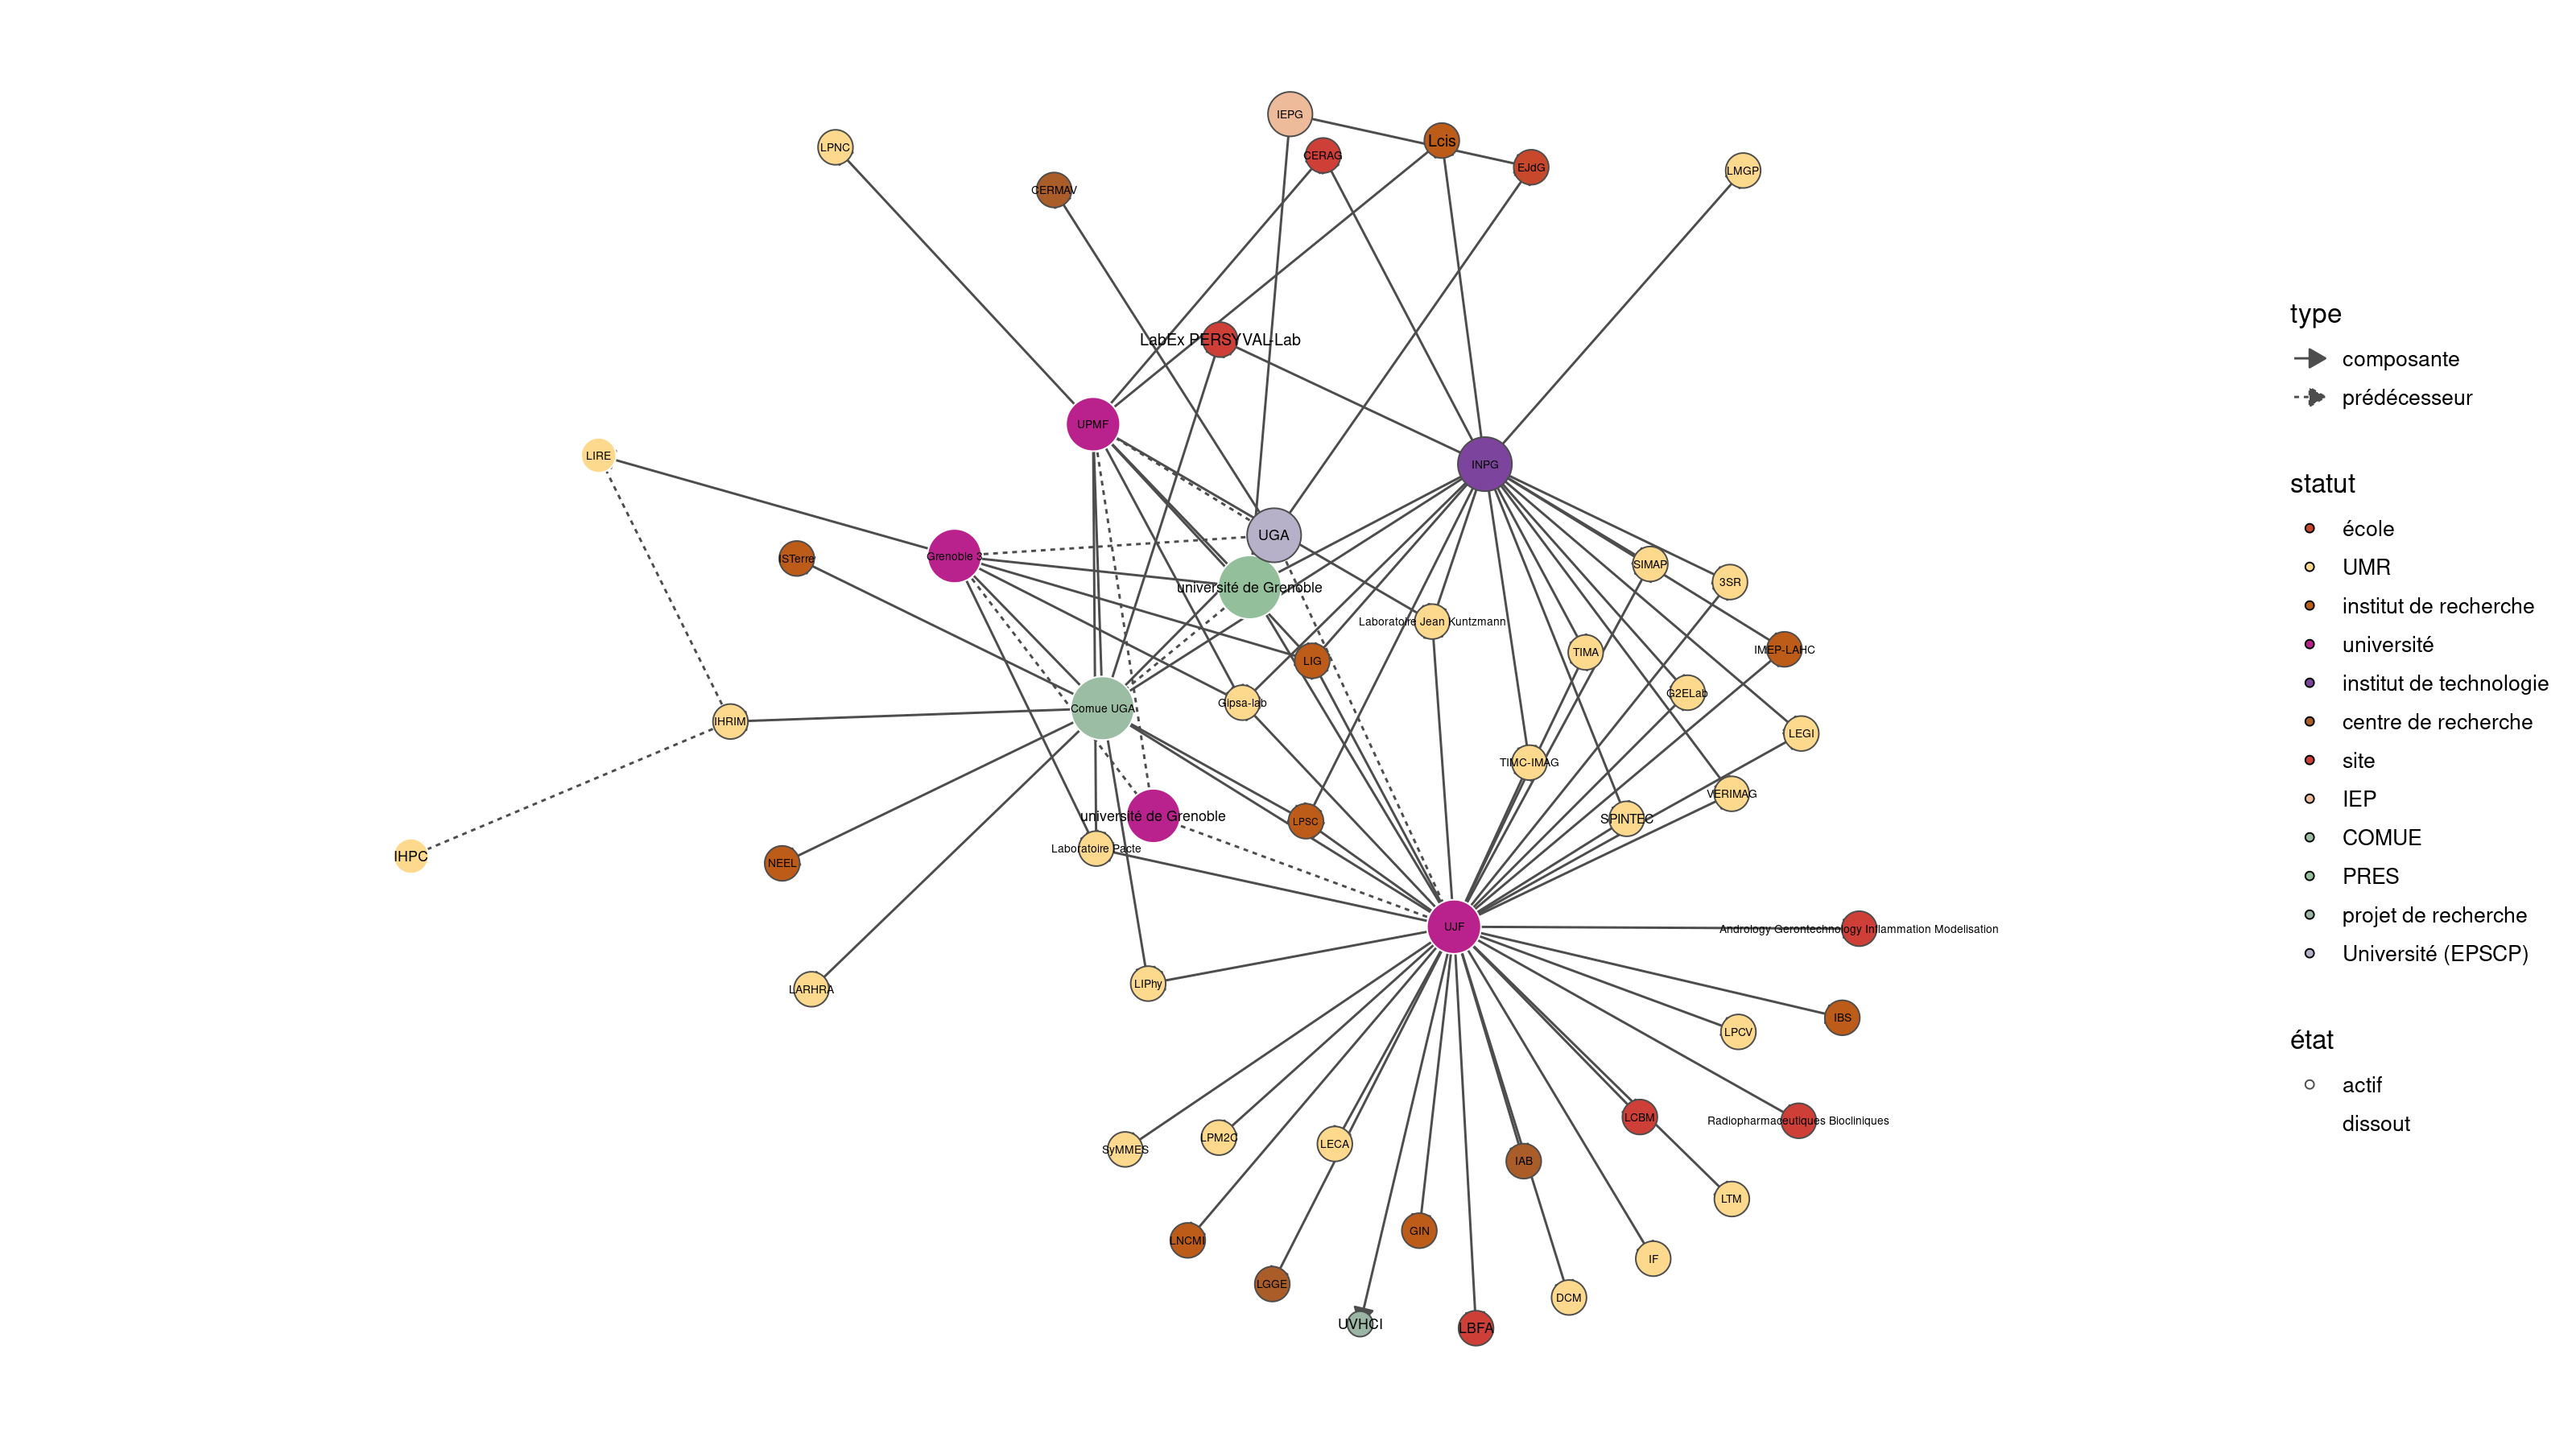 IEPG
Lcis
LPNC
CERAG
EJdG
LMGP
CERMAV
LabEx PERSYVAL-Lab
UPMF
LIRE
INPG
UGA
Grenoble 3
ISTerre
SIMAP
3SR
université de Grenoble
Laboratoire Jean Kuntzmann
TIMA
IMEP-LAHC
LIG
G2ELab
Gipsa-lab
Comue UGA
IHRIM
LEGI
TIMC-IMAG
VERIMAG
université de Grenoble
SPINTEC
LPSC
Laboratoire Pacte
IHPC
NEEL
UJF
Andrology Gerontechnology Inflammation Modelisation
LIPhy
LARHRA
IBS
LPCV
LCBM
Radiopharmaceutiques Biocliniques
LPM2C
LECA
SyMMES
IAB
LTM
GIN
LNCMI
IF
LGGE
DCM
UVHCI
LBFA
type
composante
prédécesseur
statut
école
UMR
institut de recherche
université
institut de technologie
centre de recherche
site
IEP
COMUE
PRES
projet de recherche
Université (EPSCP)
état
actif
dissout